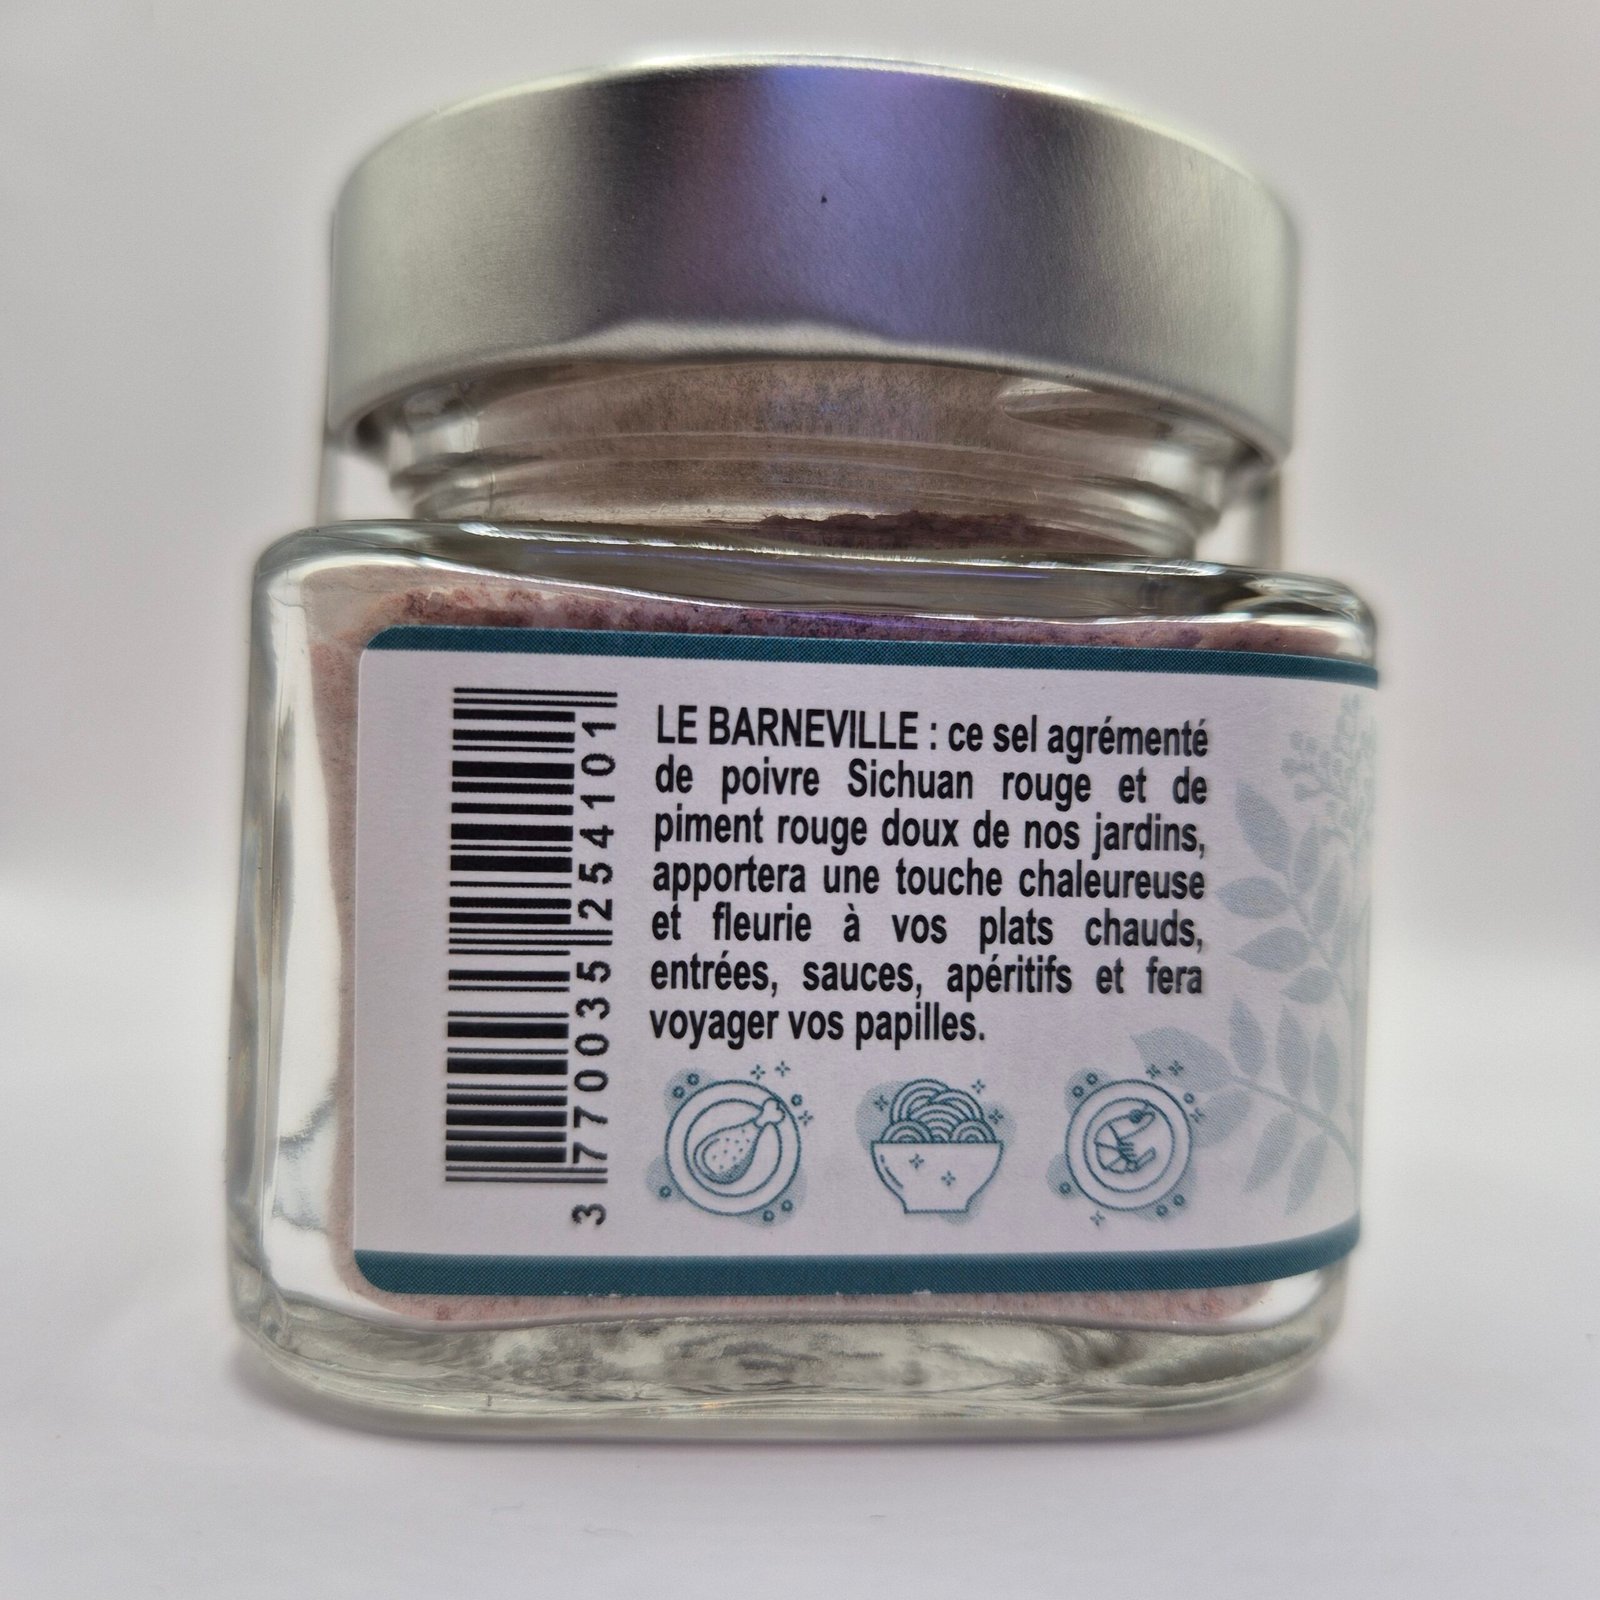 LE BARNEVILLE : ce sel agrémenté
de poivre Sichuan rouge et de
piment rouge doux de nos jardins,
apportera une touche chaleureuse
et fleurie à vos plats chauds,
entrées, sauces, apéritifs et fera
voyager vos papilles.
3 770035 254101